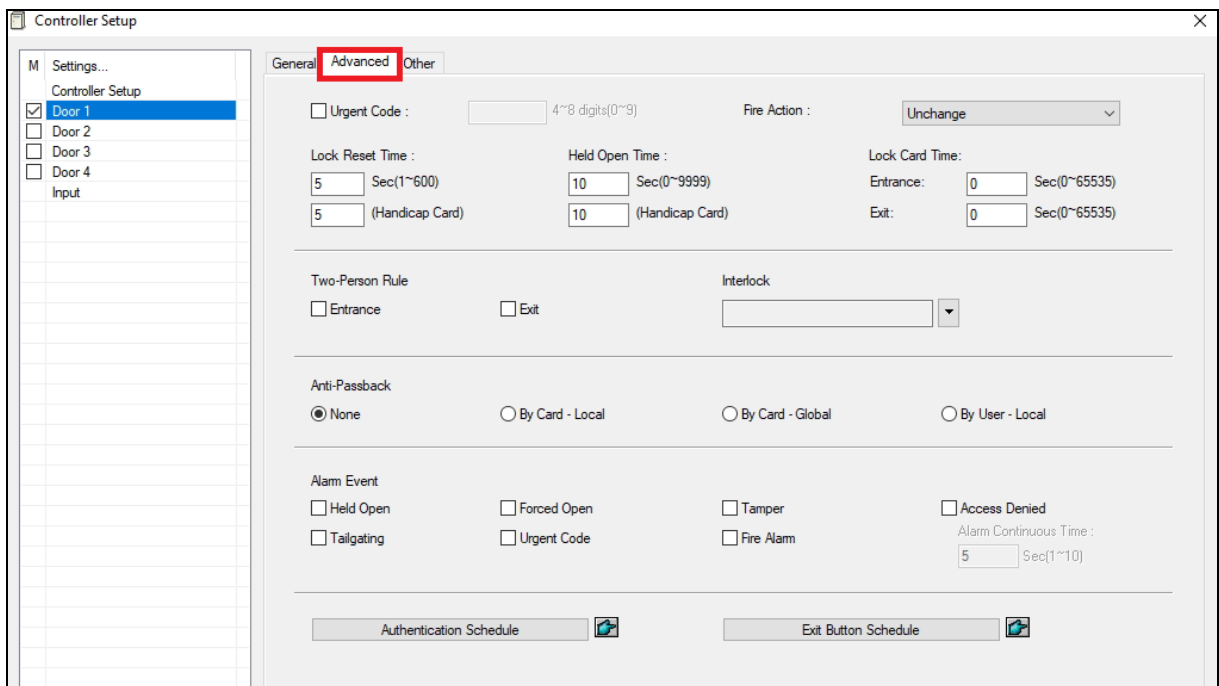 Controller Setup
M Settings...
Controller Setup
Door 1
Door 2
Door 3
Door 4
Input
General Advanced Other
Urgent Code : 4~8 digits(0~9) Fire Action : Unchange
Lock Reset Time : Held Open Time : Lock Card Time:
5 Sec(1~600) 10 Sec(0~9999) Entrance: 0 Sec(0~65535)
5 (Handicap Card) 10 (Handicap Card) Exit: 0 Sec(0~65535)
Two-Person Rule Interlock
Entrance Exit
Anti-Passback
None By Card - Local By Card - Global By User - Local
Alarm Event
Held Open Forced Open Tamper Access Denied
Tailgating Urgent Code Fire Alarm Alarm Continuous Time :
5 Sec(1~10)
Authentication Schedule Exit Button Schedule